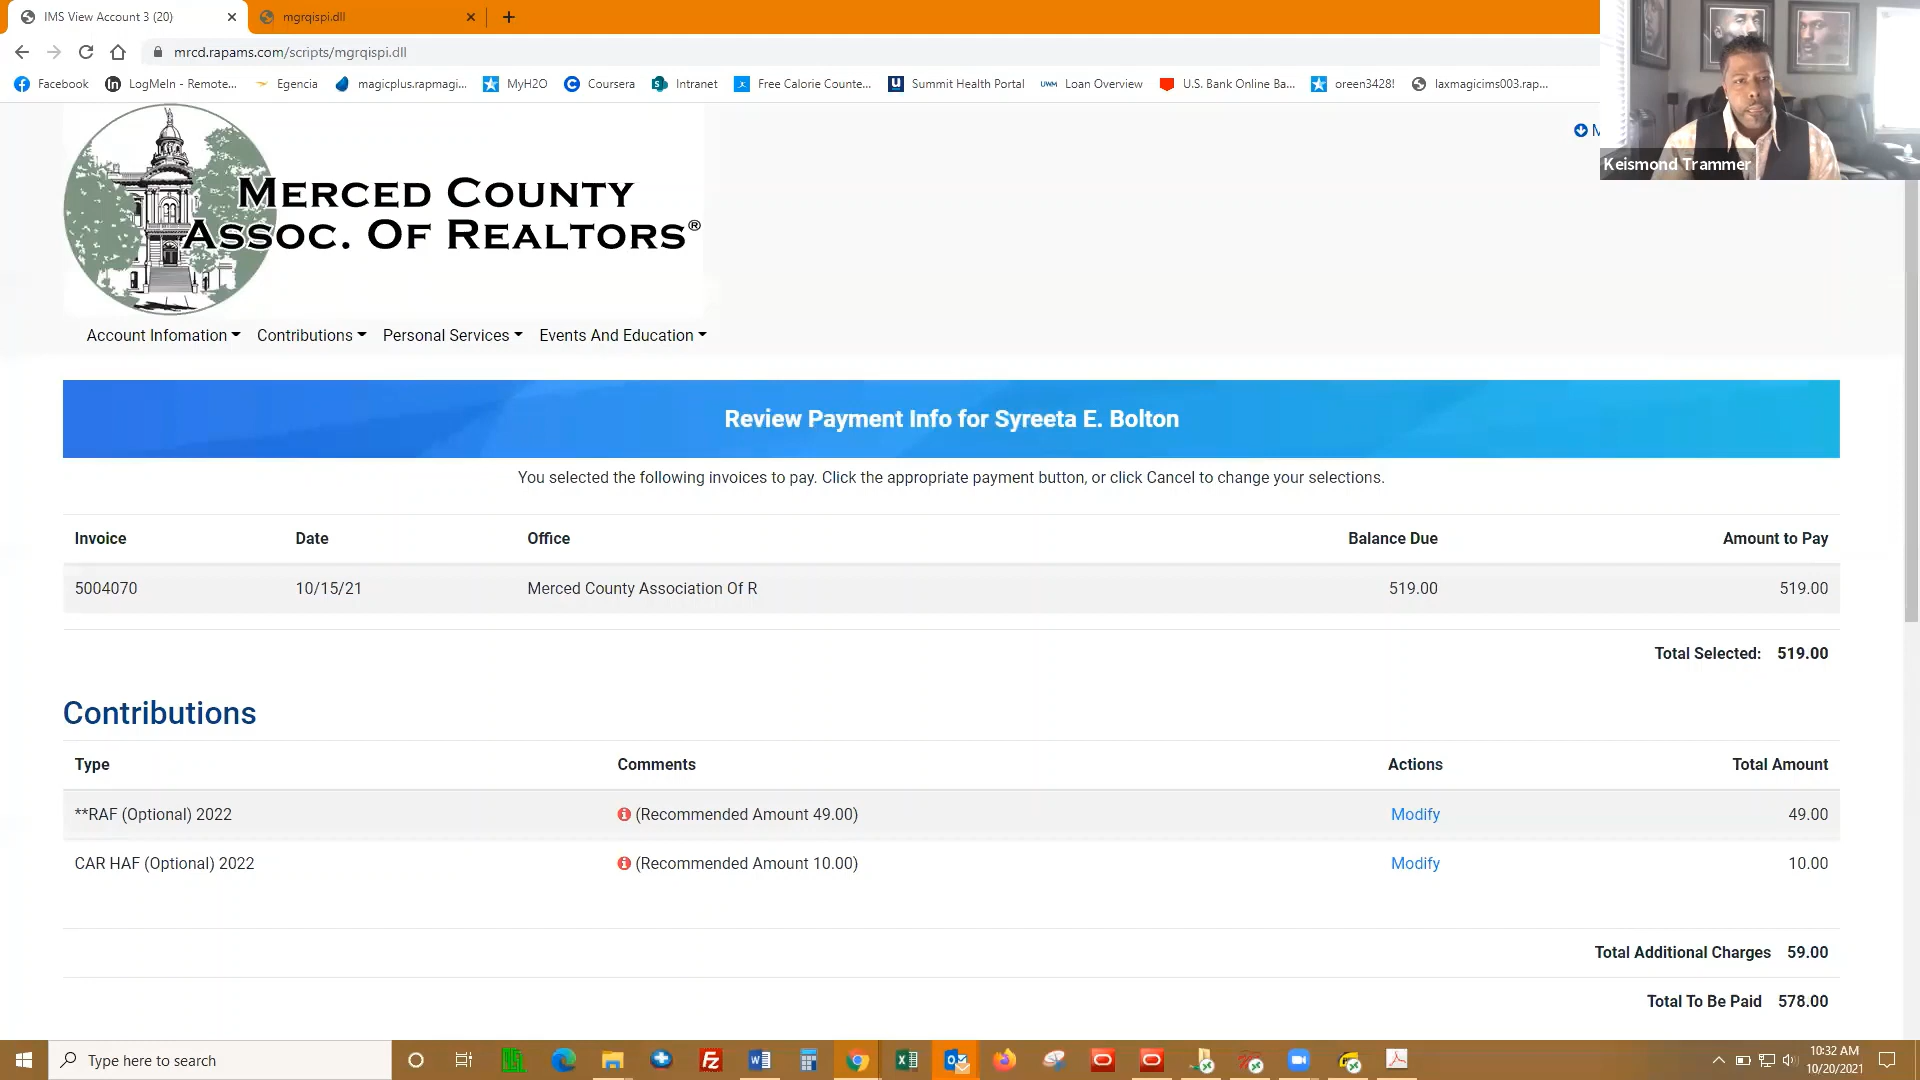 IMS View Account 3 (20)
mgrqispi.dll
mrcd.rapams.com/scripts/mgrqispi.dll
Facebook
LogMeIn - Remote...
Egencia
magicplus.rapmagi...
MyH2O
Coursera
Intranet
Free Calorie Counte...
Summit Health Portal
UWM
Loan Overview
U.S. Bank Online Ba...
oreen3428!
laxmagicims003.rap...
M
Keismond Trammer
MERCED COUNTY
ASSOC. OF REALTORS®
Account Infomation
Contributions
Personal Services
Events And Education
Review Payment Info for Syreeta E. Bolton
You selected the following invoices to pay. Click the appropriate payment button, or click Cancel to change your selections.
Invoice Date Office Balance Due Amount to Pay
5004070 10/15/21 Merced County Association Of R 519.00 519.00
Total Selected: 519.00
Contributions
Type Comments Actions Total Amount
**RAF (Optional) 2022 (Recommended Amount 49.00) Modify 49.00
CAR HAF (Optional) 2022 (Recommended Amount 10.00) Modify 10.00
Total Additional Charges 59.00
Total To Be Paid 578.00
Type here to search
10:32 AM
10/20/2021